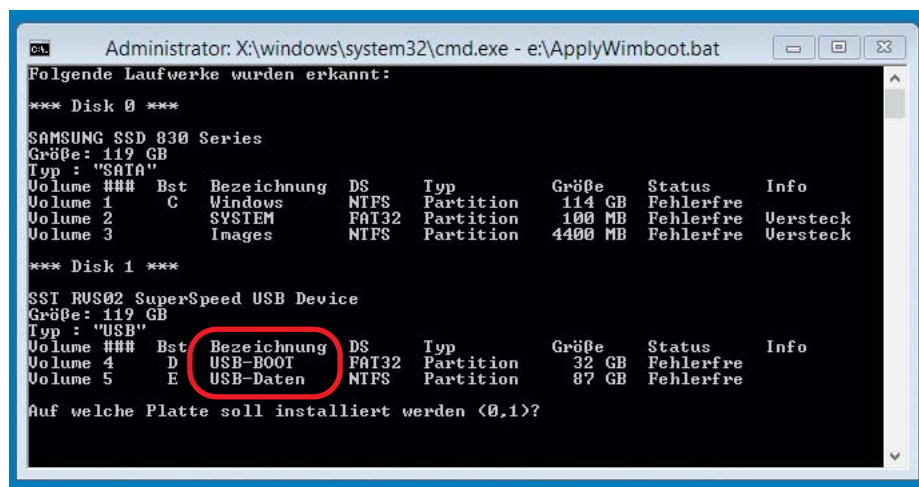 Administrator: X:\windows\system32\cmd.exe - e:\ApplyWimboot.bat
Folgende Laufwerke wurden erkannt:
*** Disk 0 ***
SAMSUNG SSD 830 Series
Größe: 119 GB
Typ : "SATA"
Volume ### Bst Bezeichnung DS Typ Größe Status Info
Volume 1 C Windows NTFS Partition 114 GB Fehlerfre
Volume 2 SYSTEM FAT32 Partition 100 MB Fehlerfre Versteck
Volume 3 Images NTFS Partition 4400 MB Fehlerfre Versteck
*** Disk 1 ***
SST RVS02 SuperSpeed USB Device
Größe: 119 GB
Typ : "USB"
Volume ### Bst Bezeichnung DS Typ Größe Status Info
Volume 4 D USB-BOOT FAT32 Partition 32 GB Fehlerfre
Volume 5 E USB-Daten NTFS Partition 87 GB Fehlerfre
Auf welche Platte soll installiert werden (0,1)?